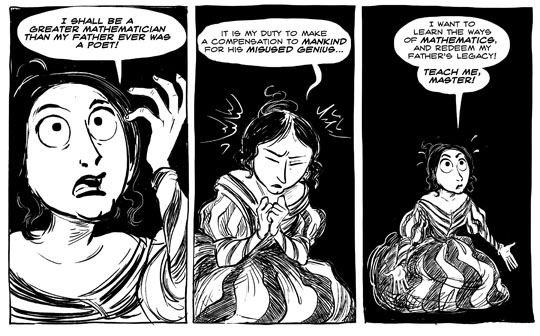 I SHALL BE A
GREATER MATHEMATICIAN
THAN MY FATHER EVER WAS
A POET!
IT IS MY DUTY TO MAKE
A COMPENSATION TO MANKIND
FOR HIS MISUSED GENIUS...
I WANT TO
LEARN THE WAYS
OF MATHEMATICS,
AND REDEEM MY
FATHER'S LEGACY!
TEACH ME,
MASTER!